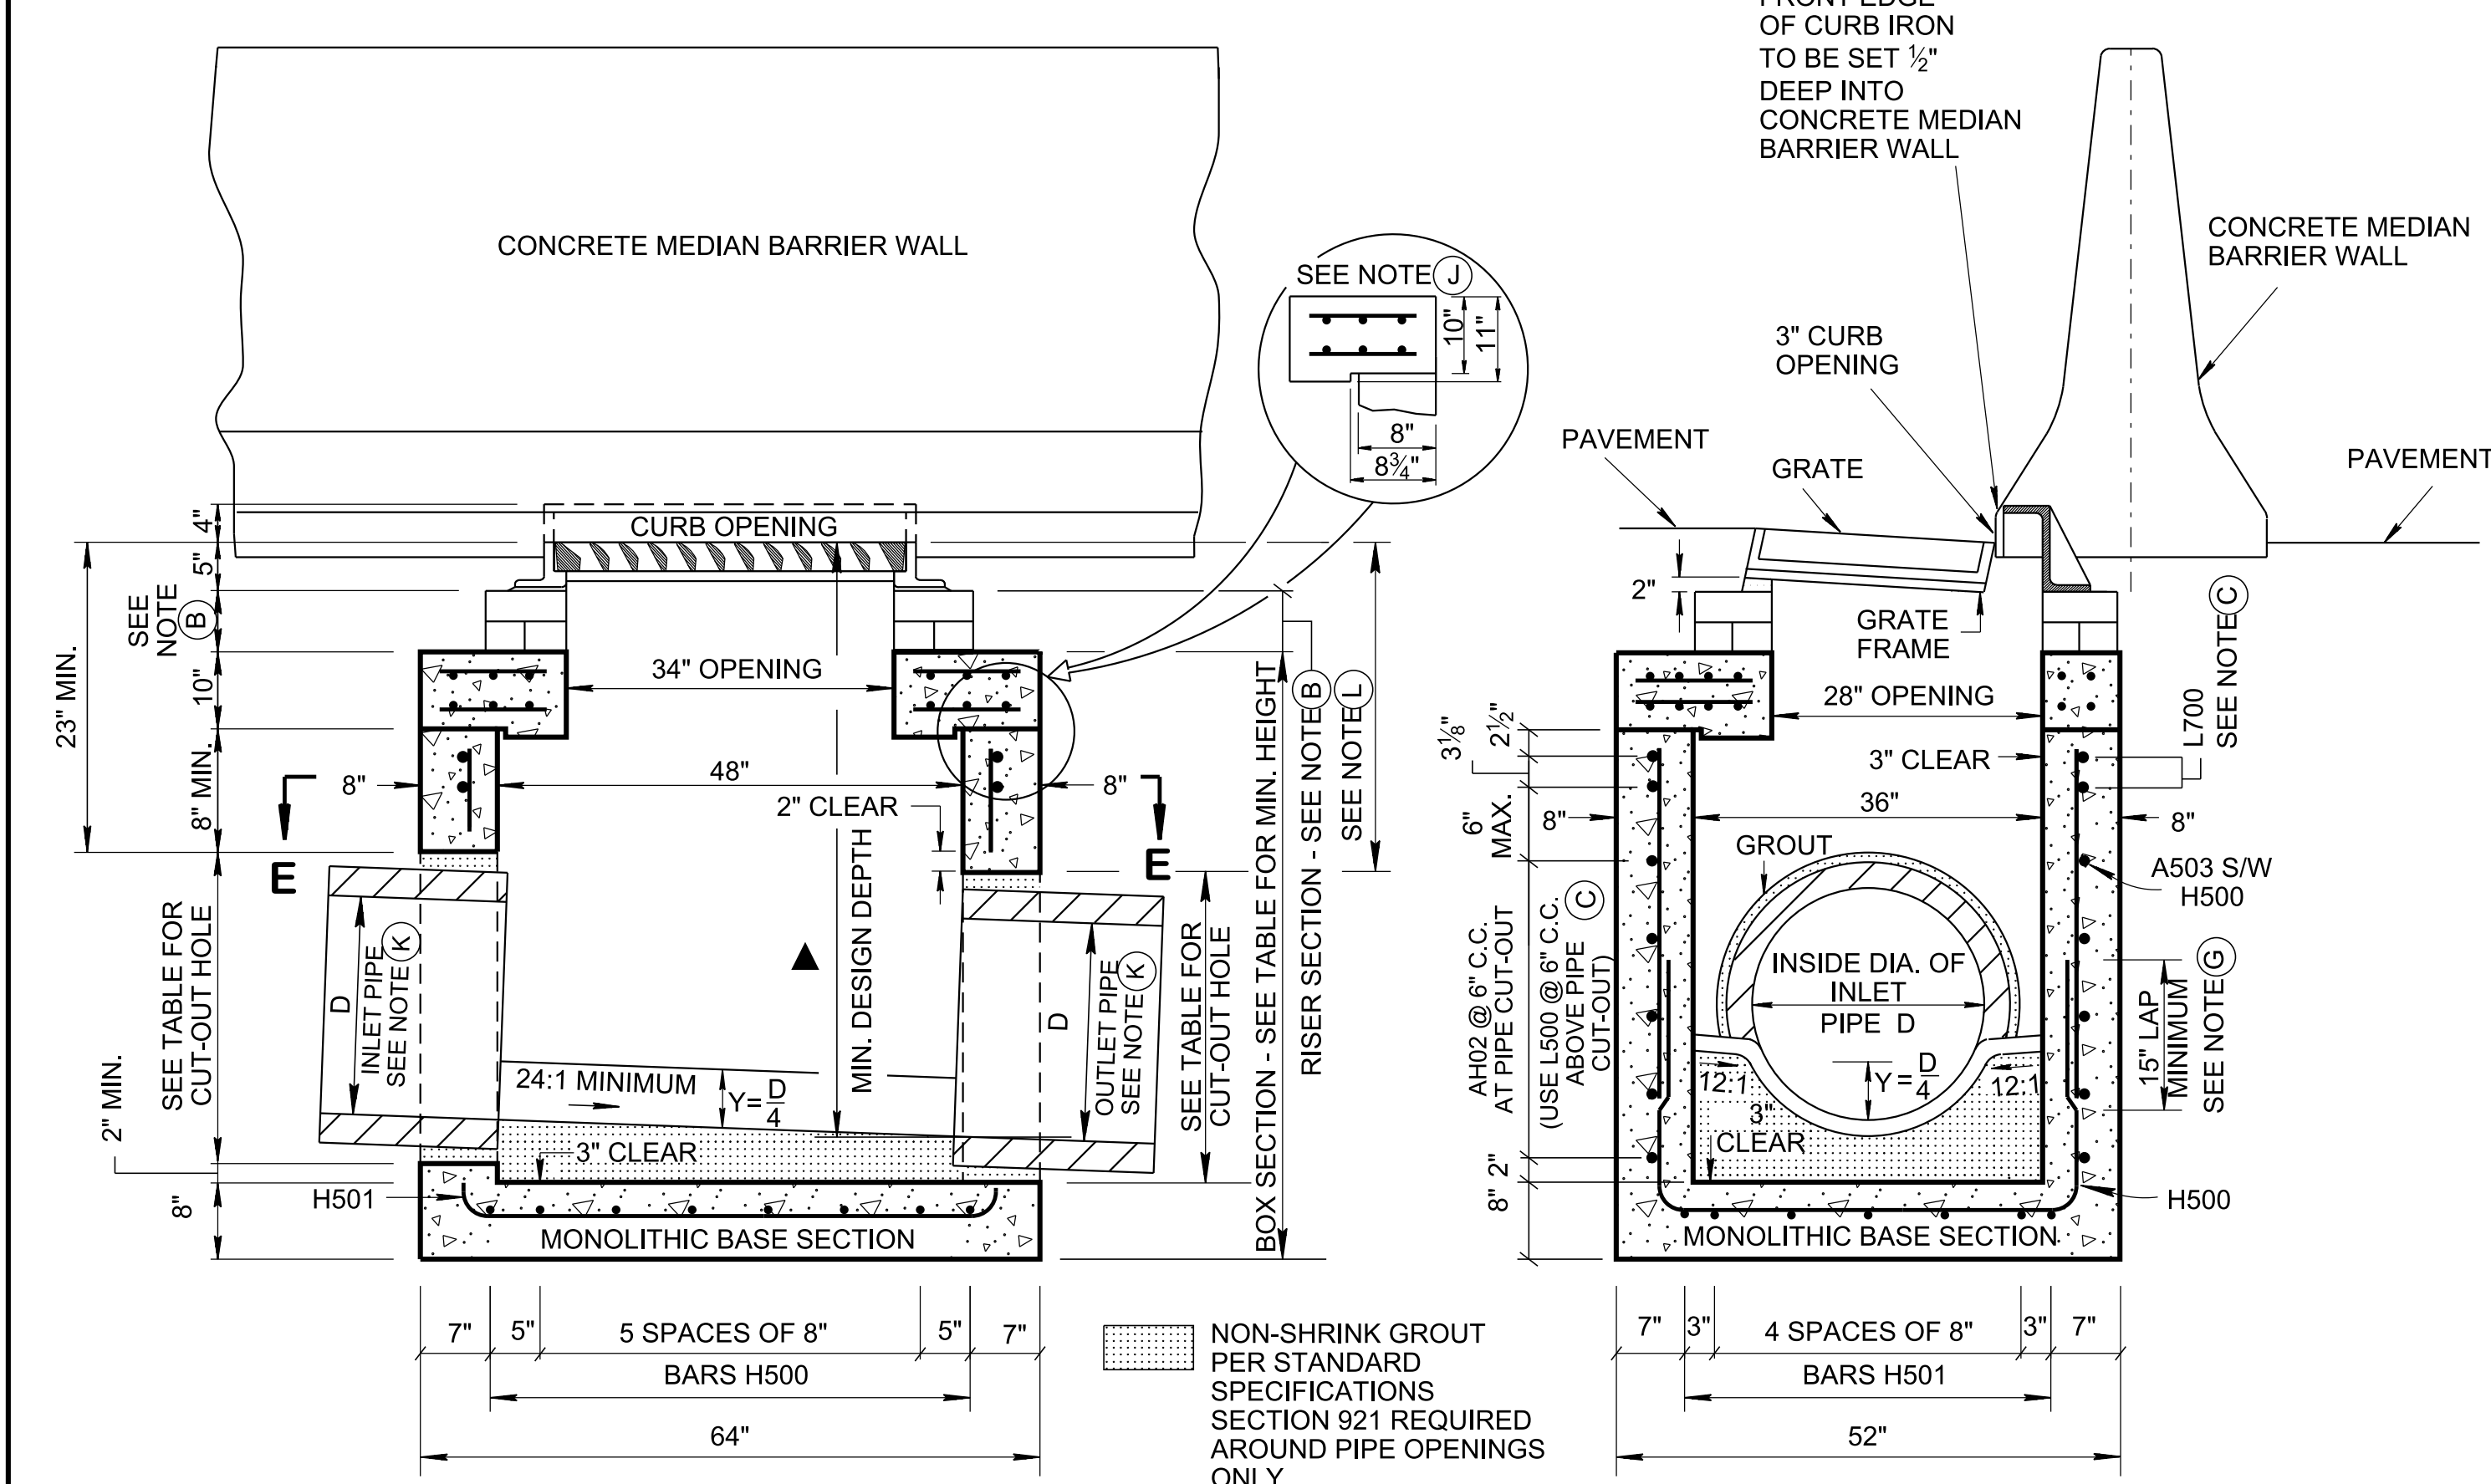 FRONT EDGE
OF CURB IRON
TO BE SET ½"
DEEP INTO
CONCRETE MEDIAN
BARRIER WALL
CONCRETE MEDIAN BARRIER WALL
CONCRETE MEDIAN
BARRIER WALL
SEE NOTE J
10"
11"
8"
8¾"
3" CURB
OPENING
PAVEMENT
GRATE
PAVEMENT
4"
5"
SEE
NOTE B
10"
8" MIN.
23" MIN.
CURB OPENING
34" OPENING
8"
48"
8"
2" CLEAR
E
E
SEE TABLE FOR
CUT-OUT HOLE
2" MIN.
8"
D
INLET PIPE
SEE NOTE K
24:1 MINIMUM
Y= D
4
MIN. DESIGN DEPTH
3" CLEAR
H501
MONOLITHIC BASE SECTION
D
OUTLET PIPE
SEE NOTE K
SEE TABLE FOR
CUT-OUT HOLE
BOX SECTION - SEE TABLE FOR MIN. HEIGHT
RISER SECTION - SEE NOTE B
SEE NOTE L
7"
5"
5 SPACES OF 8"
5"
7"
BARS H500
64"
NON-SHRINK GROUT
PER STANDARD
SPECIFICATIONS
SECTION 921 REQUIRED
AROUND PIPE OPENINGS
ONLY
2"
GRATE
FRAME
28" OPENING
L700
SEE NOTE C
3⅛"
2½"
3" CLEAR
6"
MAX.
8"
36"
8"
GROUT
A503 S/W
H500
AH02 @ 6" C.C.
AT PIPE CUT-OUT
(USE L500 @ 6" C.C. C
ABOVE PIPE
CUT-OUT)
INSIDE DIA. OF
INLET
PIPE D
15" LAP
MINIMUM
SEE NOTE G
12:1
Y= D
4
12:1
3"
CLEAR
2"
8"
H500
MONOLITHIC BASE SECTION
7"
3"
4 SPACES OF 8"
3"
7"
BARS H501
52"